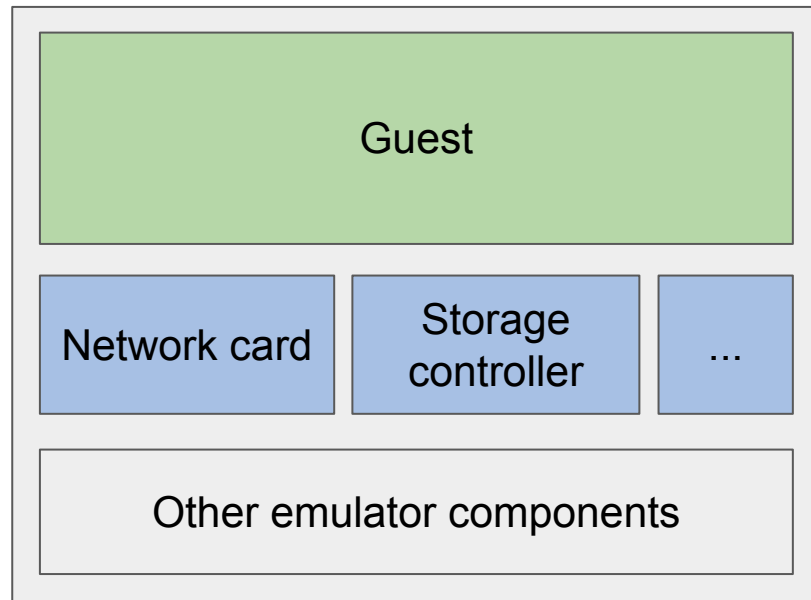 Guest
Network card
Storage
controller
...
Other emulator components